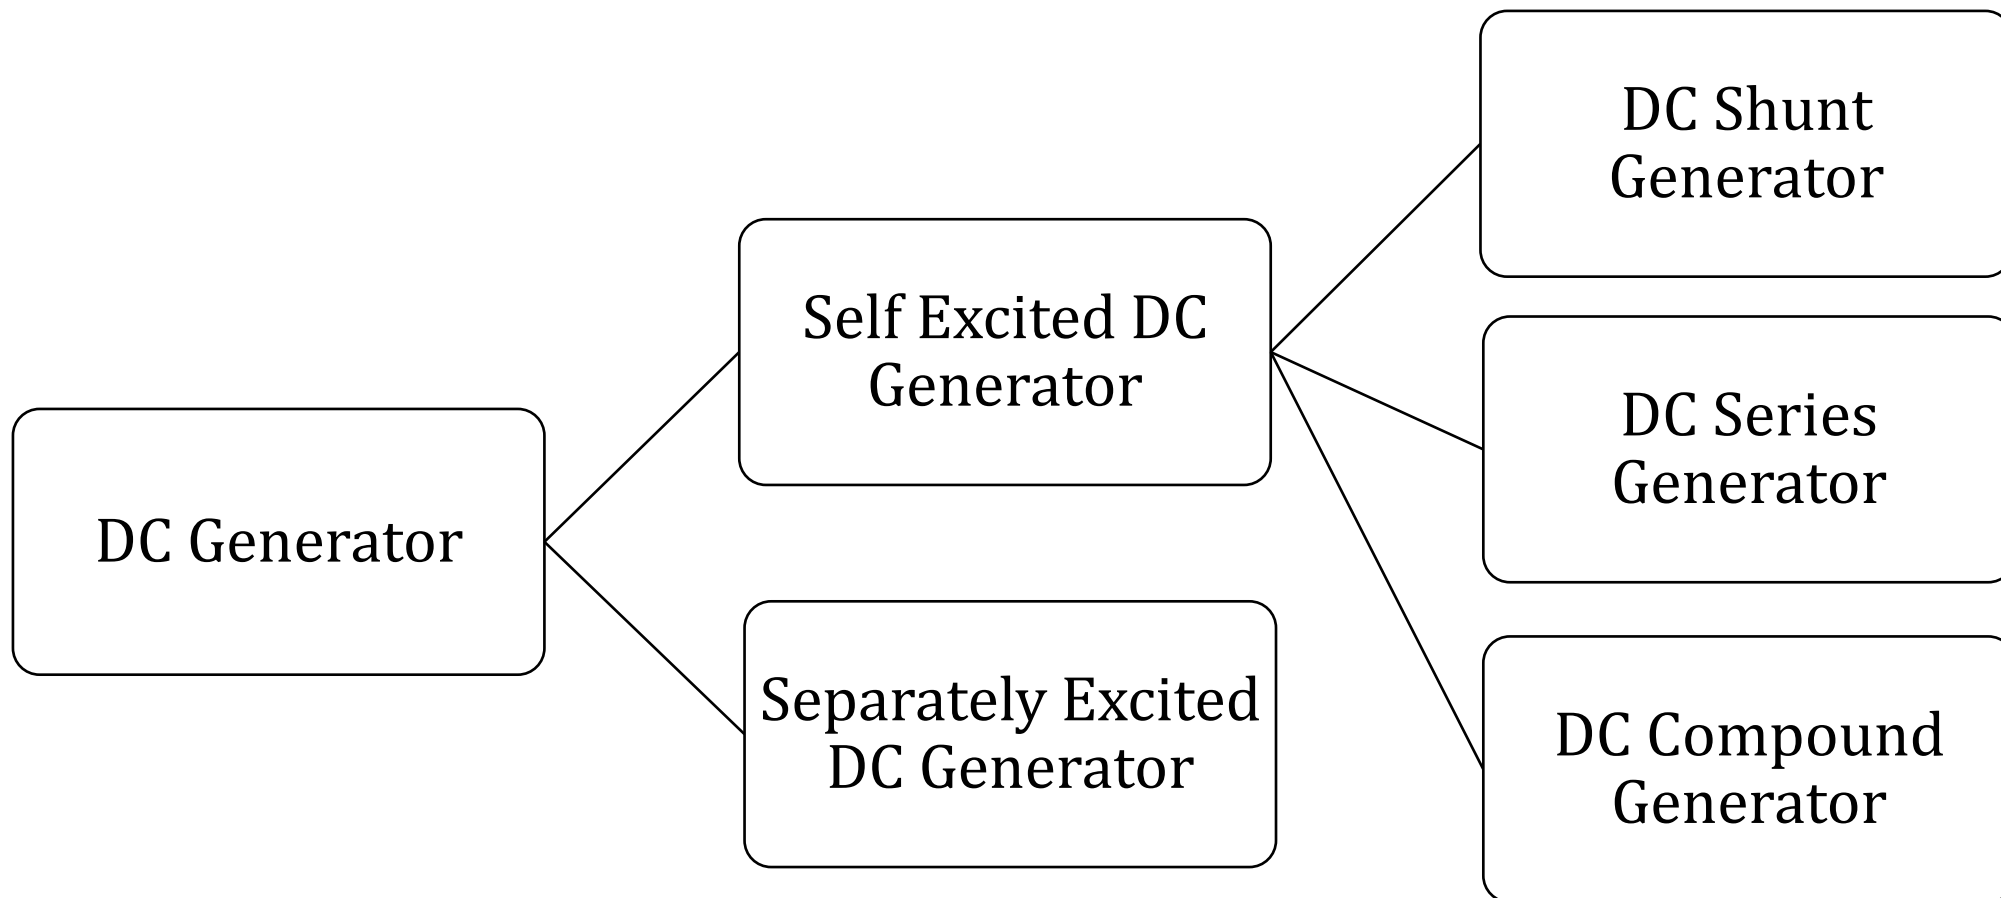 DC Generator
Self Excited DC
Generator
Separately Excited
DC Generator
DC Shunt
Generator
DC Series
Generator
DC Compound
Generator